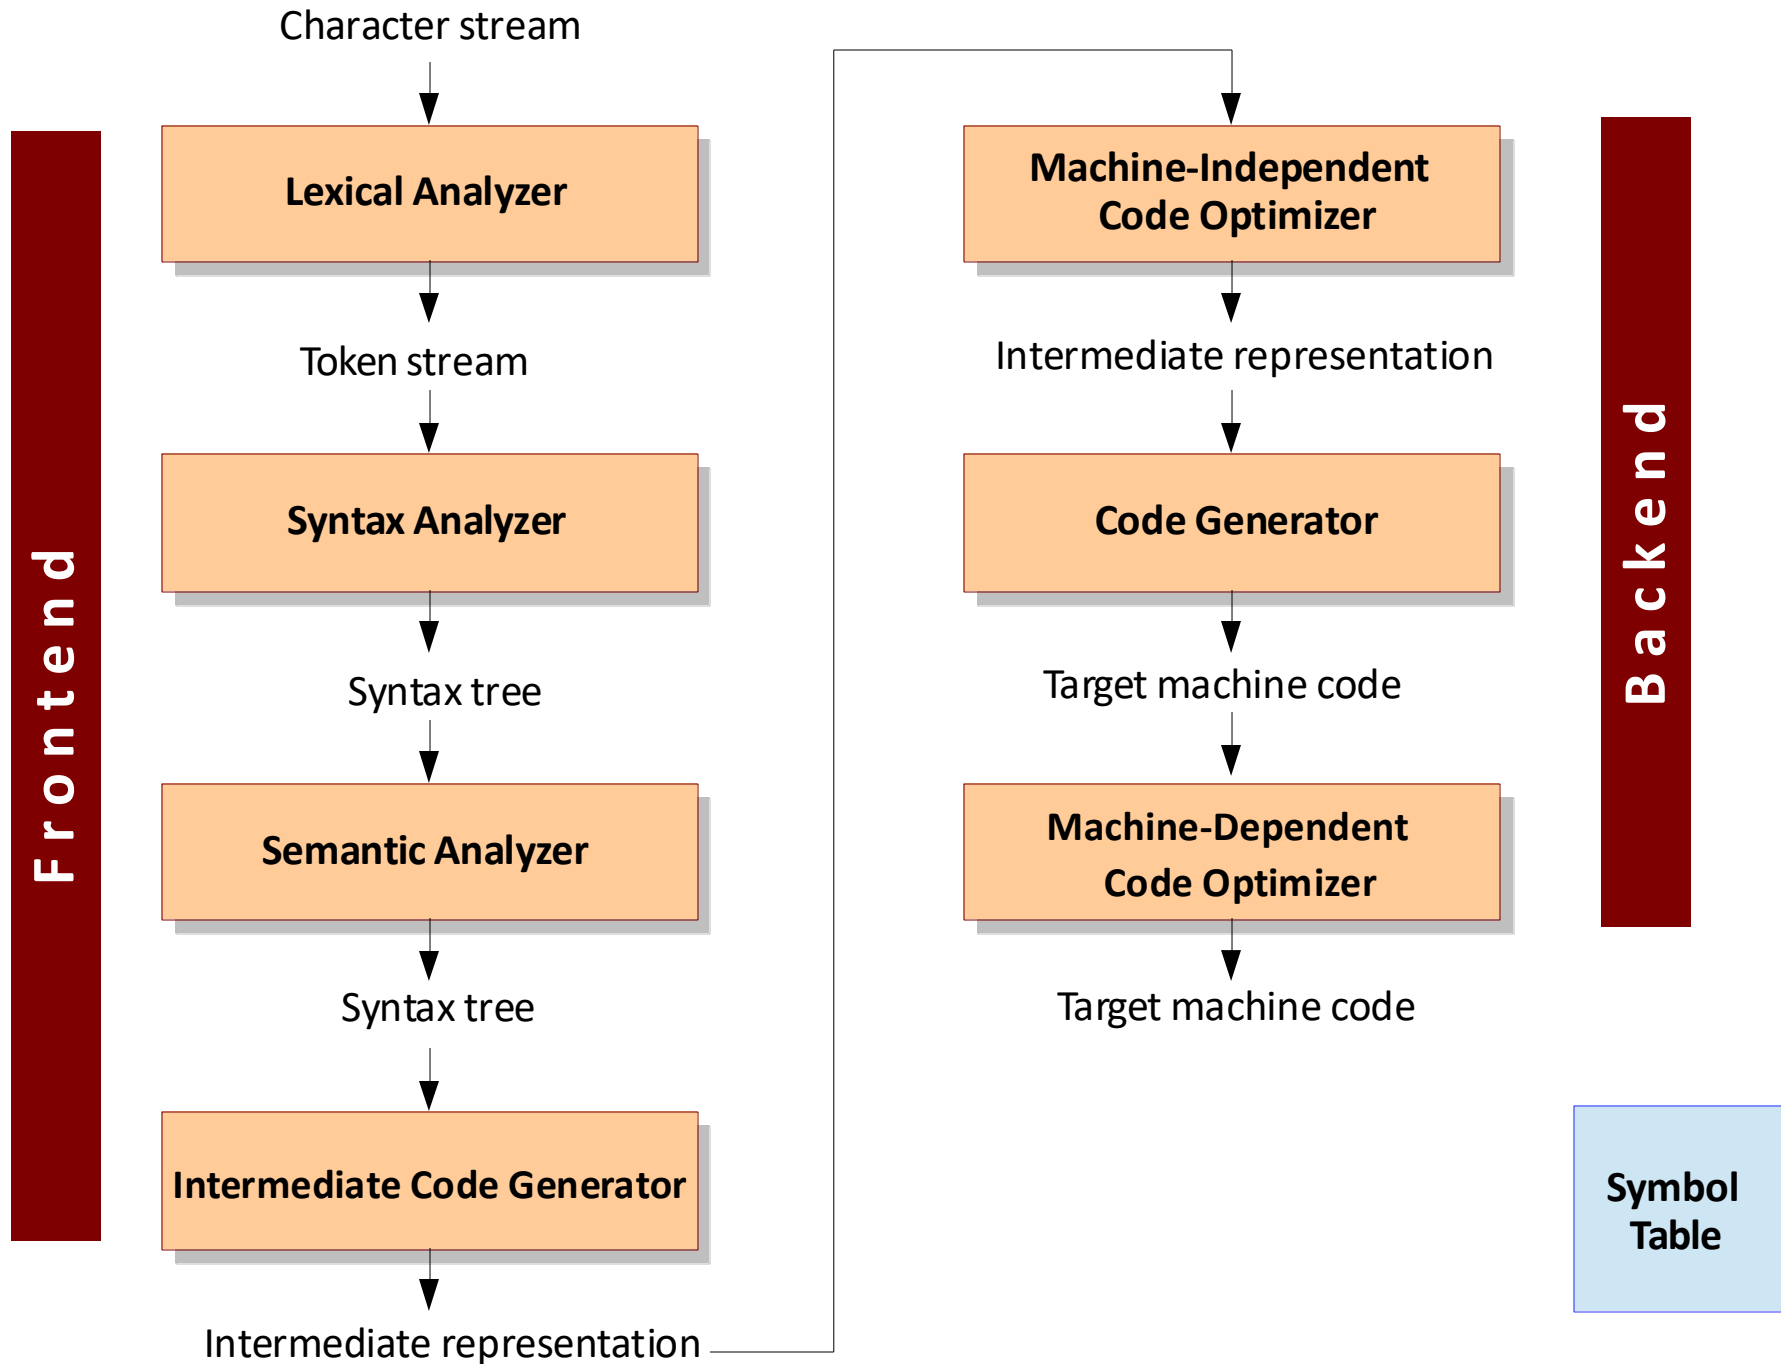 Character stream
Lexical Analyzer
Token stream
Syntax Analyzer
Syntax tree
Semantic Analyzer
Syntax tree
Intermediate Code Generator
Intermediate representation
Frontend
Machine-Independent
Code Optimizer
Intermediate representation
Code Generator
Target machine code
Machine-Dependent
Code Optimizer
Target machine code
Backend
Symbol
Table